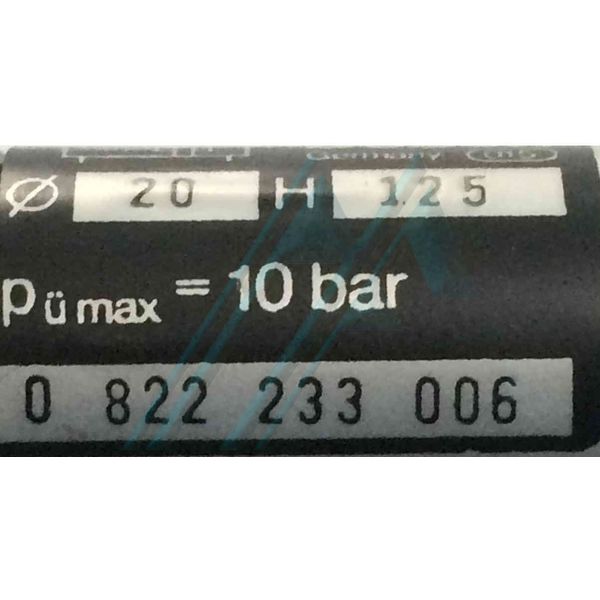 Germany
Ø 20 H 125
pü max = 10 bar
0 822 233 006